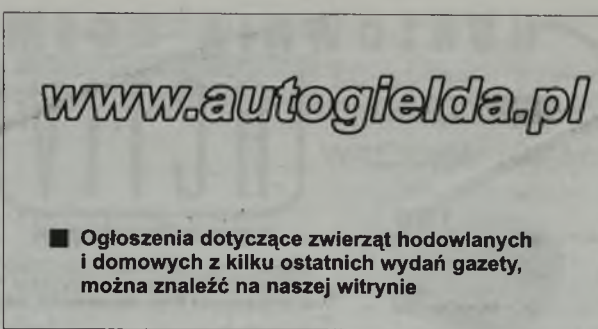 www.autogielda.pl
■ Ogłoszenia dotyczące zwierząt hodowlanych
i domowych z kilku ostatnich wydań gazety,
można znaleźć na naszej witrynie